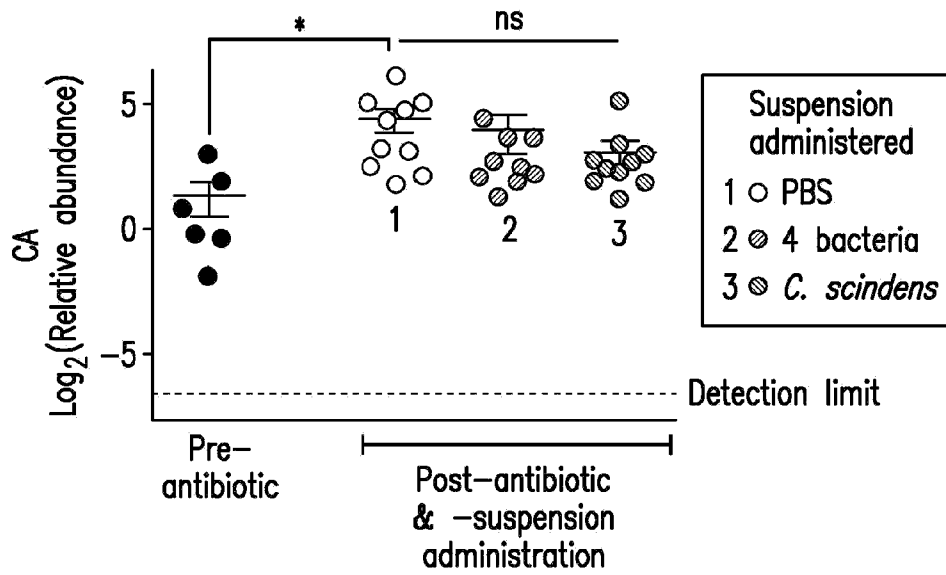 *
ns
CA
Log₂(Relative abundance)
5
0
−5
1
2
3
Detection limit
Pre−
antibiotic
Post−antibiotic
& −suspension
administration
Suspension
administered
1 PBS
2 4 bacteria
3 C. scindens